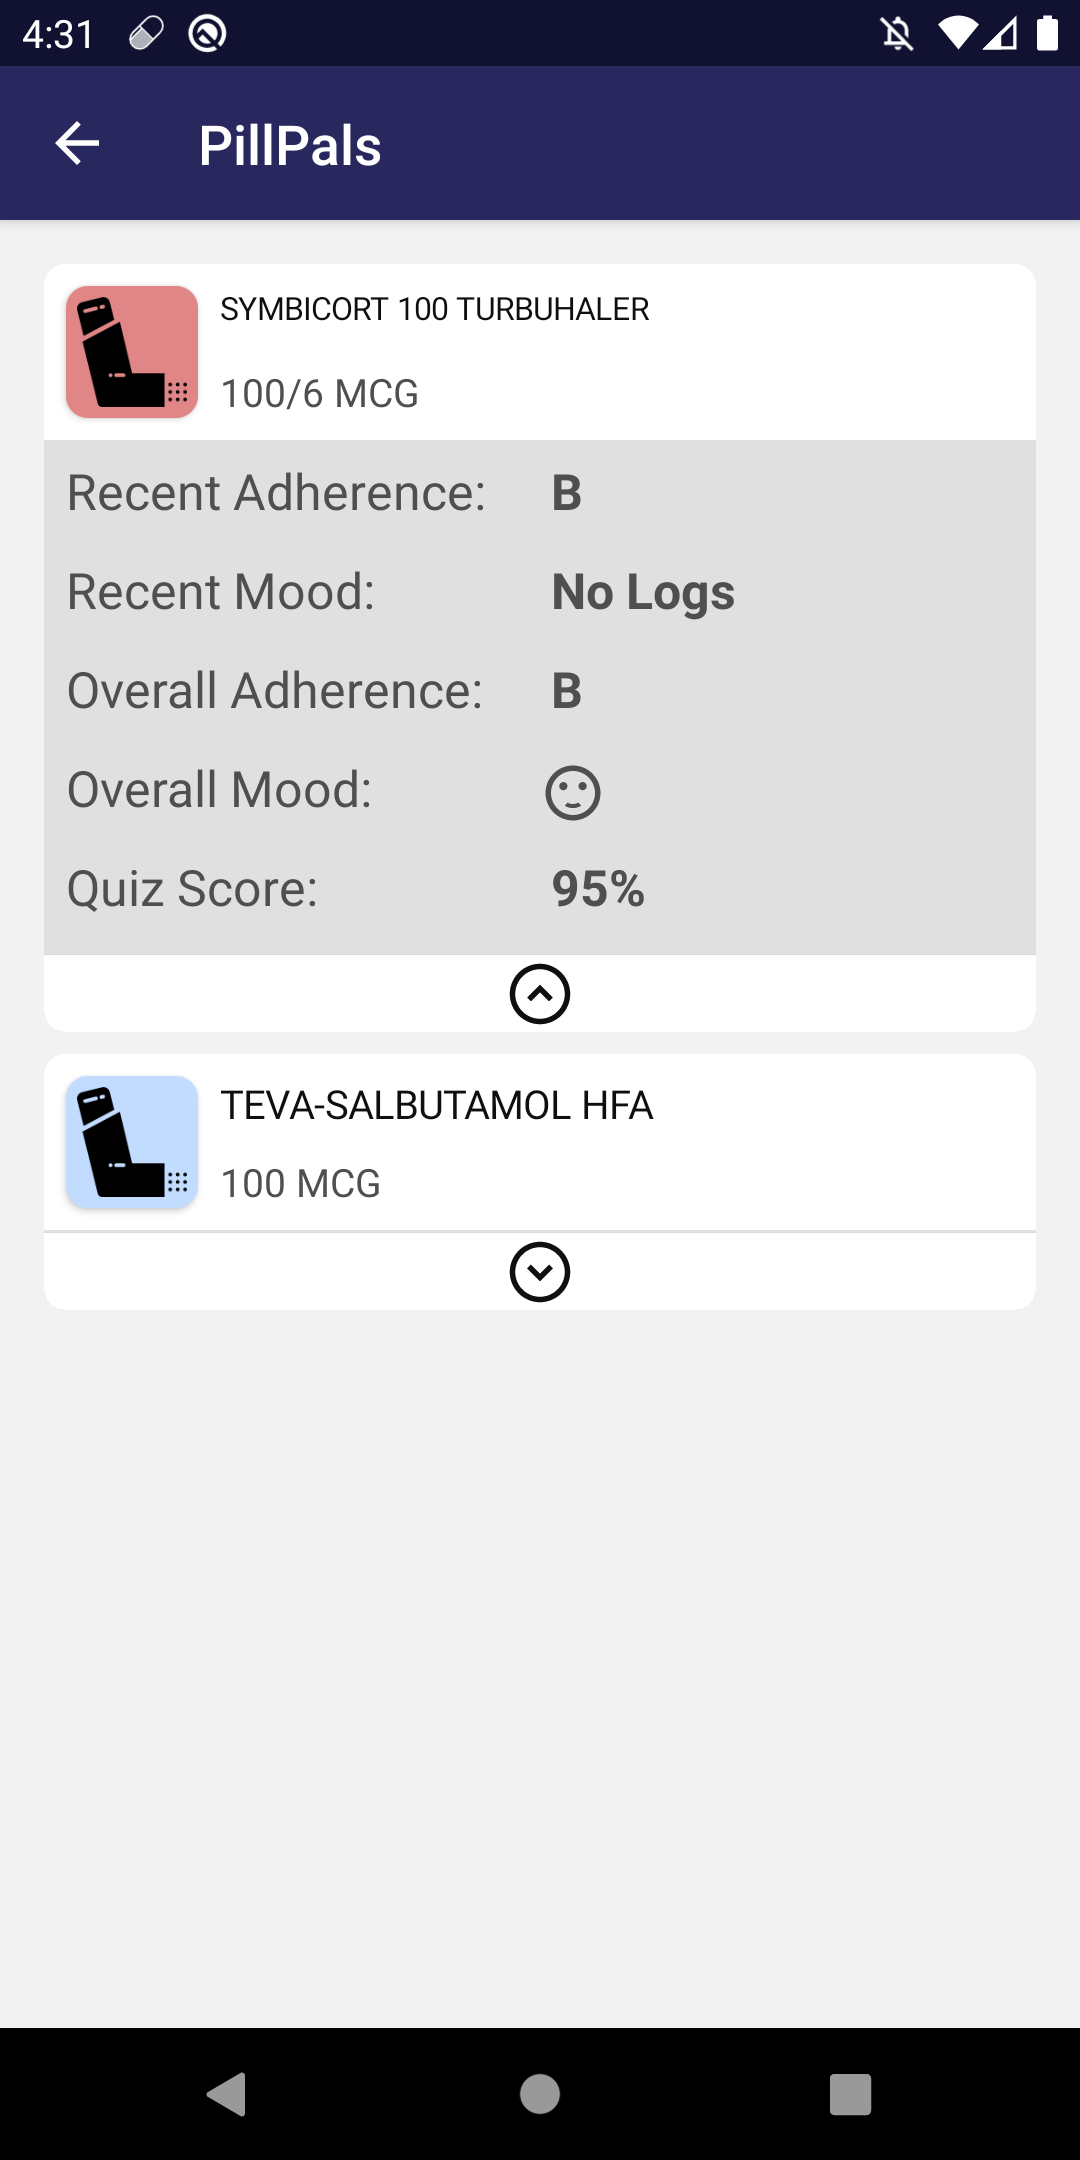 4:31
PillPals
SYMBICORT 100 TURBUHALER
100/6 MCG
Recent Adherence: B
Recent Mood: No Logs
Overall Adherence: B
Overall Mood:
Quiz Score: 95%
TEVA-SALBUTAMOL HFA
100 MCG